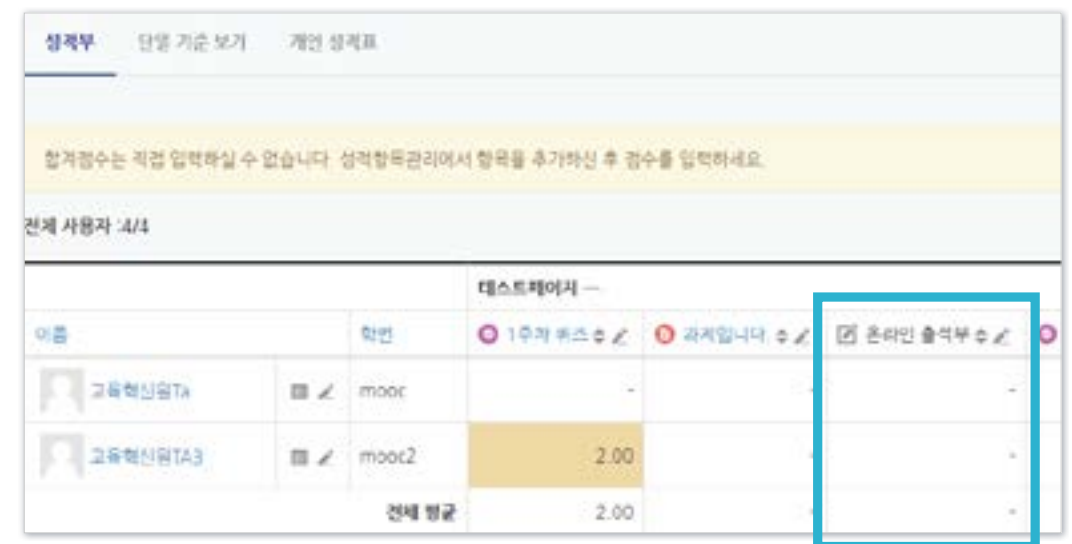 성적부 단일 기준 보기 개인 성적표
합격점수는 직접 입력하실 수 없습니다. 성적항목관리에서 항목을 추가하신 후 점수를 입력하세요.
전체 사용자 :4/4
테스트페이지 —
이름 학번 1주차 퀴즈 과제입니다 온라인 출석부
교육혁신원TA mooc - - -
교육혁신원TA3 mooc2 2.00 - -
전체 평균 2.00 - -